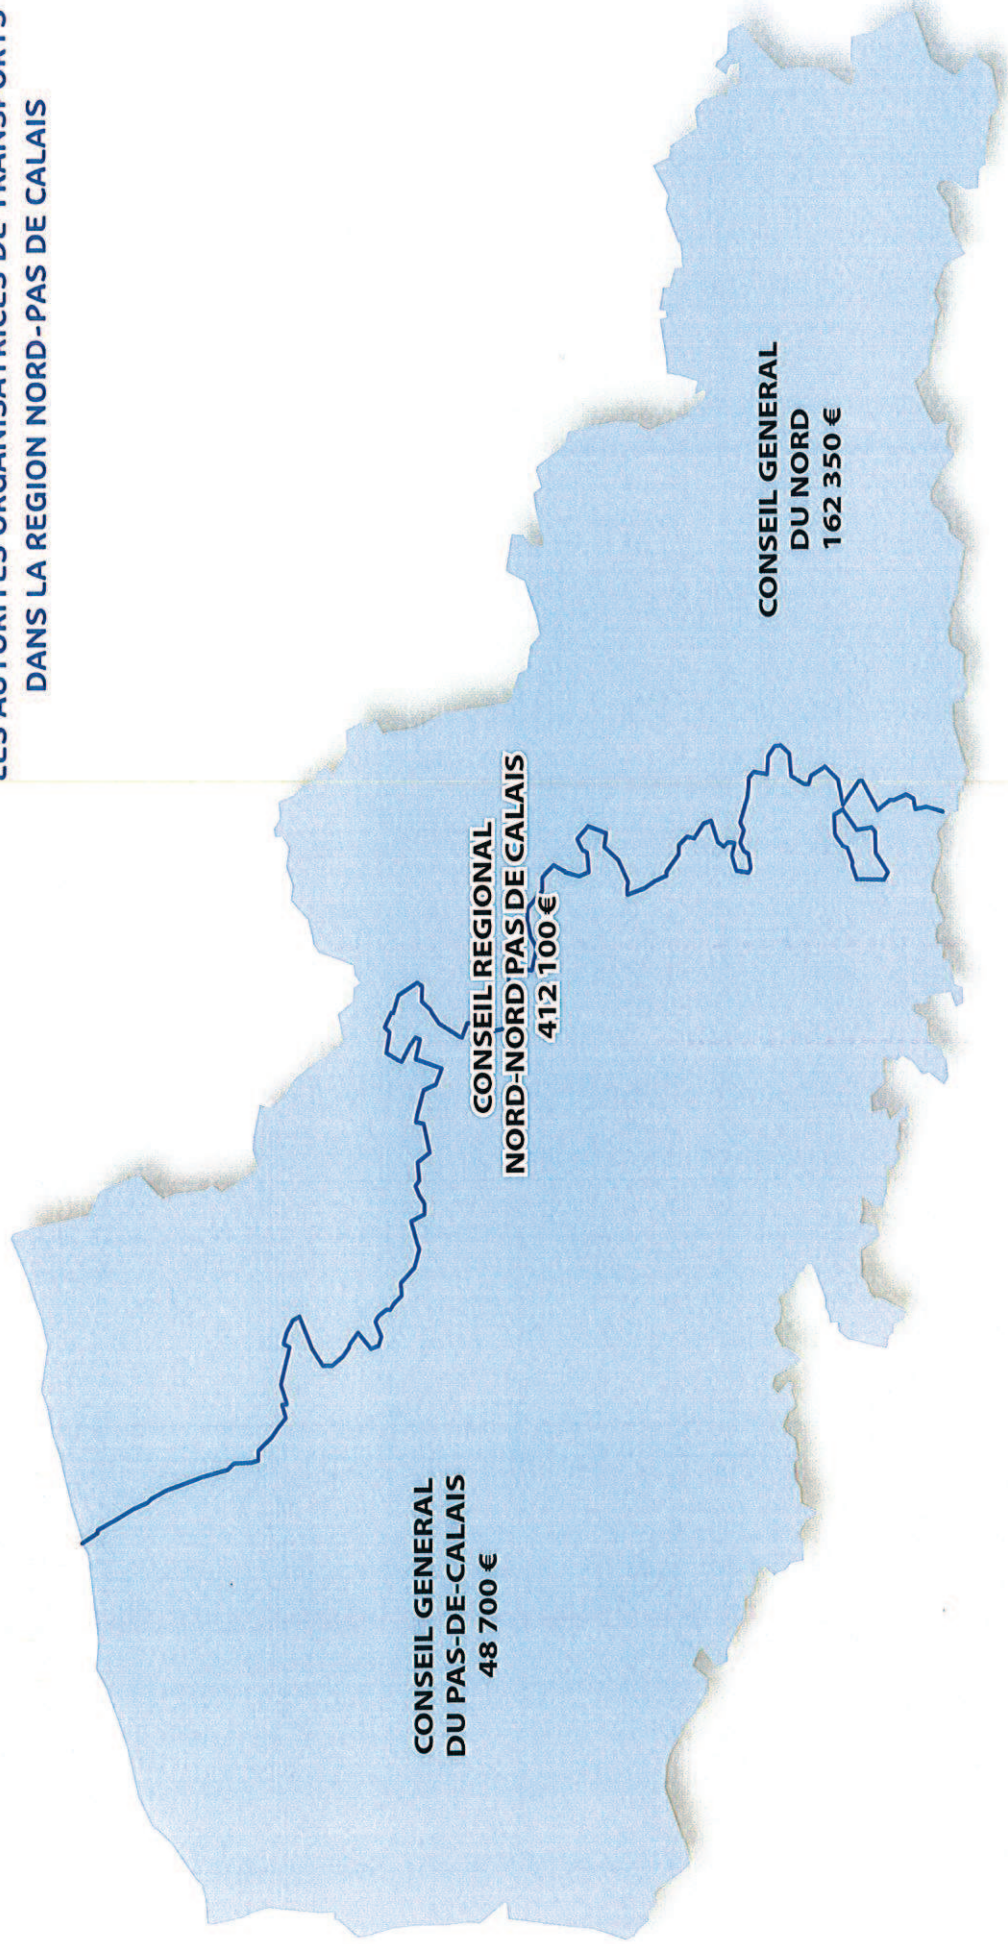 LES AUTORITES ORGANISATRICES DE TRANSPORTS
DANS LA REGION NORD-PAS DE CALAIS
CONSEIL REGIONAL
NORD-NORD PAS DE CALAIS
412 100 €
CONSEIL GENERAL
DU PAS-DE-CALAIS
48 700 €
CONSEIL GENERAL
DU NORD
162 350 €